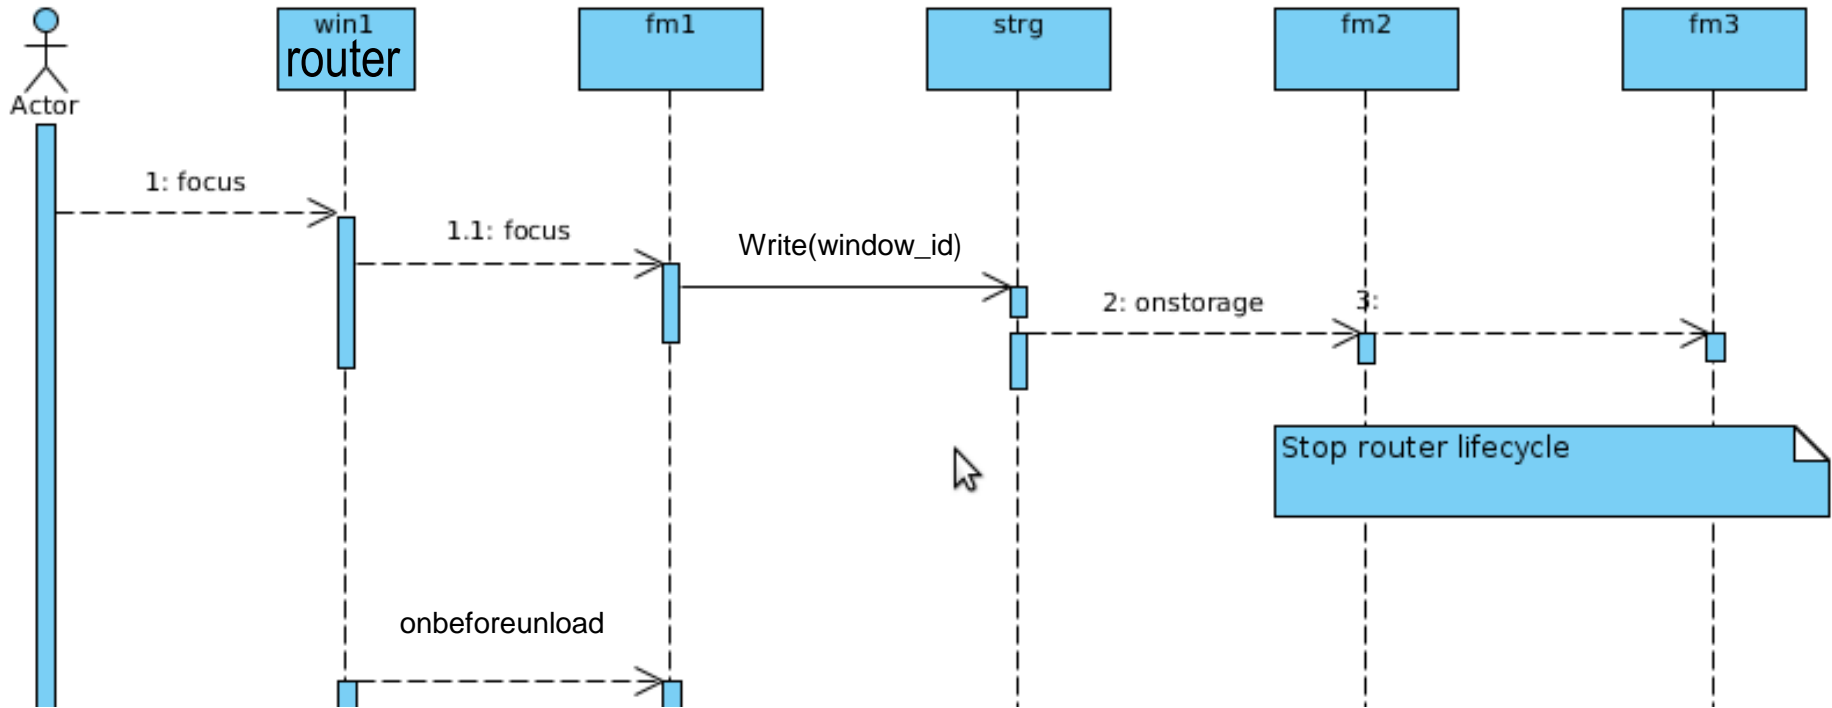 win1
router
fm1
strg
fm2
fm3
Actor
1: focus
1.1: focus
Write(window_id)
2: onstorage
3:
Stop router lifecycle
onbeforeunload